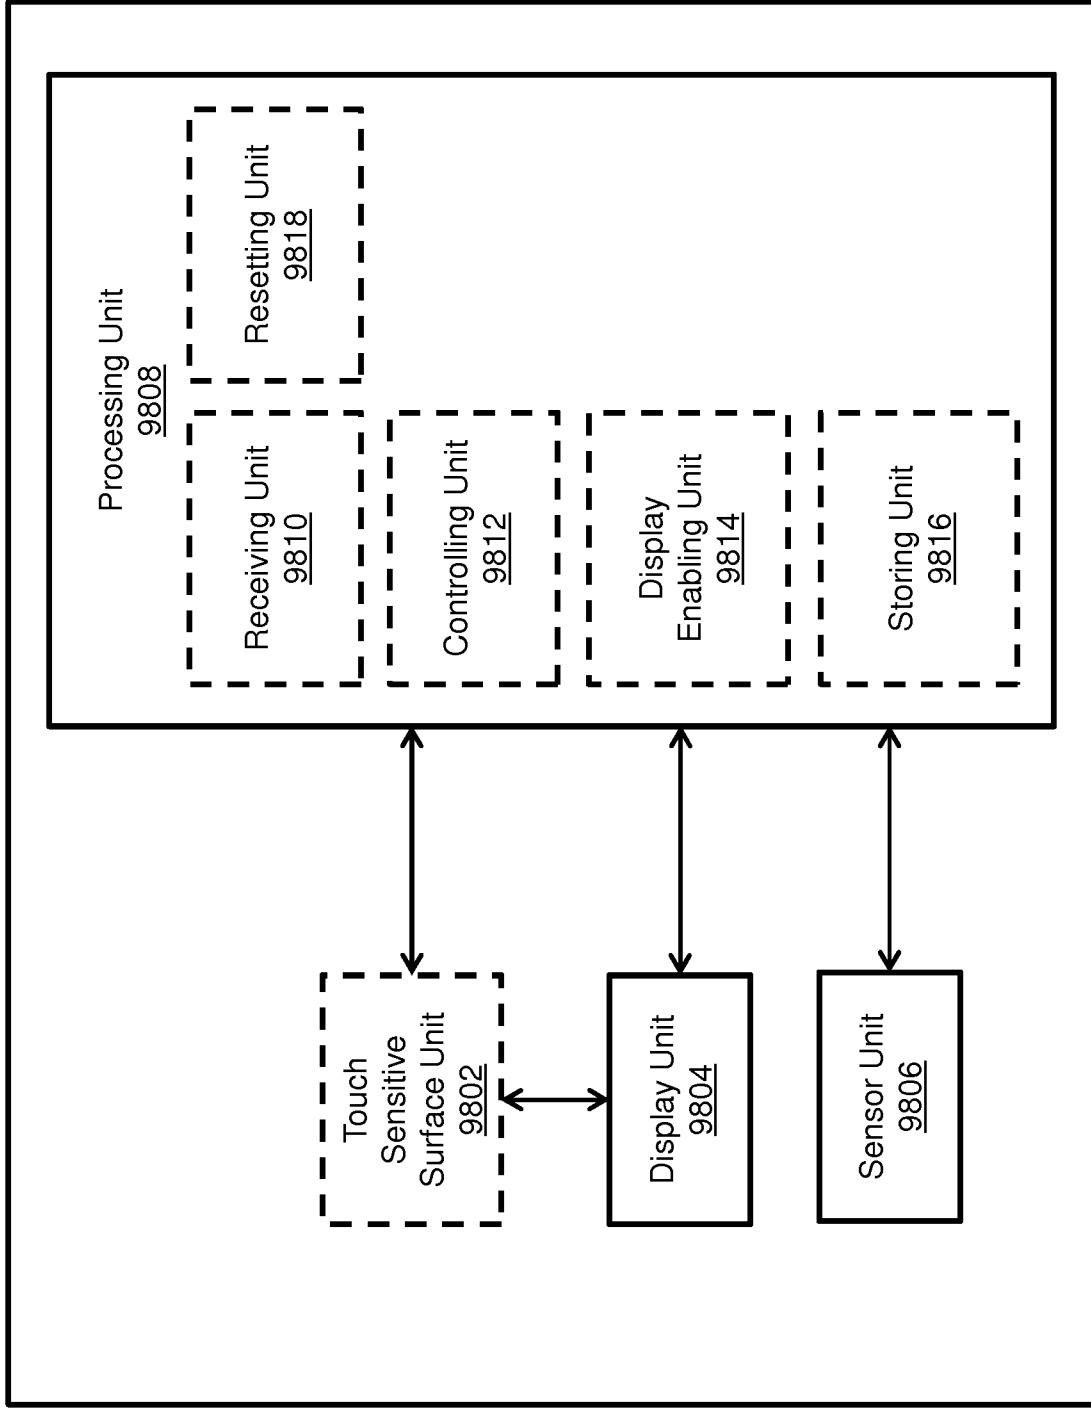 Processing Unit
9808
Receiving Unit
9810
Resetting Unit
9818
Controlling Unit
9812
Display
Enabling Unit
9814
Storing Unit
9816
Touch
Sensitive
Surface Unit
9802
Display Unit
9804
Sensor Unit
9806